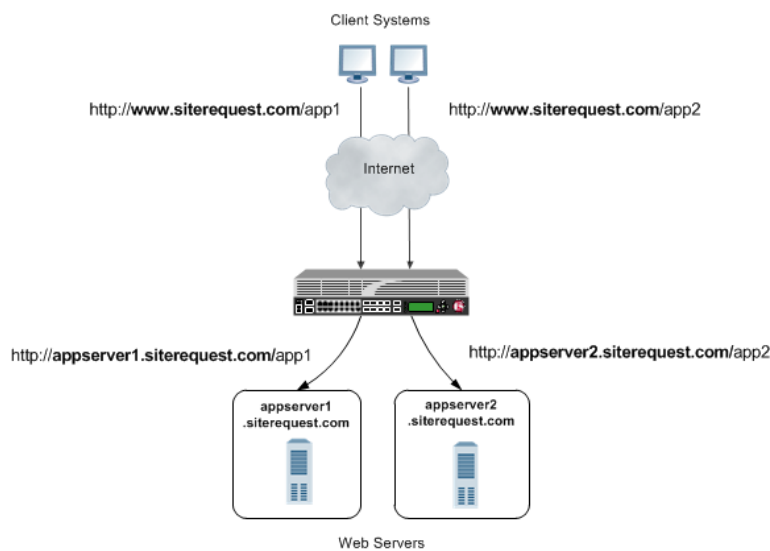 Client Systems
http://www.siterequest.com/app1
http://www.siterequest.com/app2
Internet
http://appserver1.siterequest.com/app1
http://appserver2.siterequest.com/app2
appserver1
.siterequest.com
appserver2
.siterequest.com
Web Servers